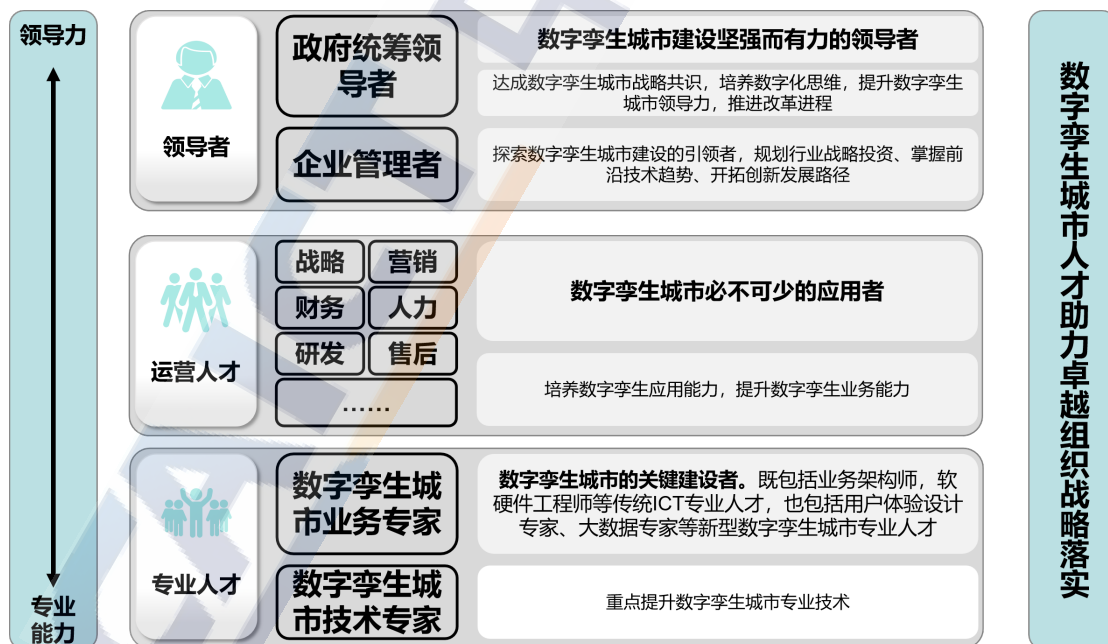 领导力
专业
能力
领导者
政府统筹领
导者
数字孪生城市建设坚强而有力的领导者
达成数字孪生城市战略共识，培养数字化思维，提升数字孪生
城市领导力，推进改革进程
企业管理者
探索数字孪生城市建设的引领者，规划行业战略投资、掌握前
沿技术趋势、开拓创新发展路径
运营人才
战略
营销
财务
人力
研发
售后
……
数字孪生城市必不可少的应用者
培养数字孪生应用能力，提升数字孪生业务能力
专业人才
数字孪生城
市业务专家
数字孪生城市的关键建设者。既包括业务架构师，软
硬件工程师等传统ICT专业人才，也包括用户体验设计
专家、大数据专家等新型数字孪生城市专业人才
数字孪生城
市技术专家
重点提升数字孪生城市专业技术
数字孪生城市人才助力卓越组织战略落实
CAICT